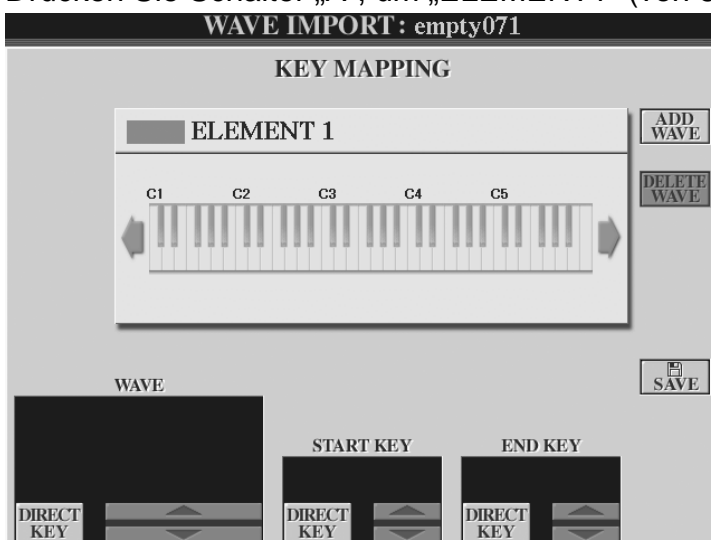 WAVE IMPORT : empty071
KEY MAPPING
ELEMENT 1
ADD
WAVE
C1 C2 C3 C4 C5
DELETE
WAVE
SAVE
WAVE
START KEY END KEY
DIRECT
KEY
DIRECT
KEY
DIRECT
KEY